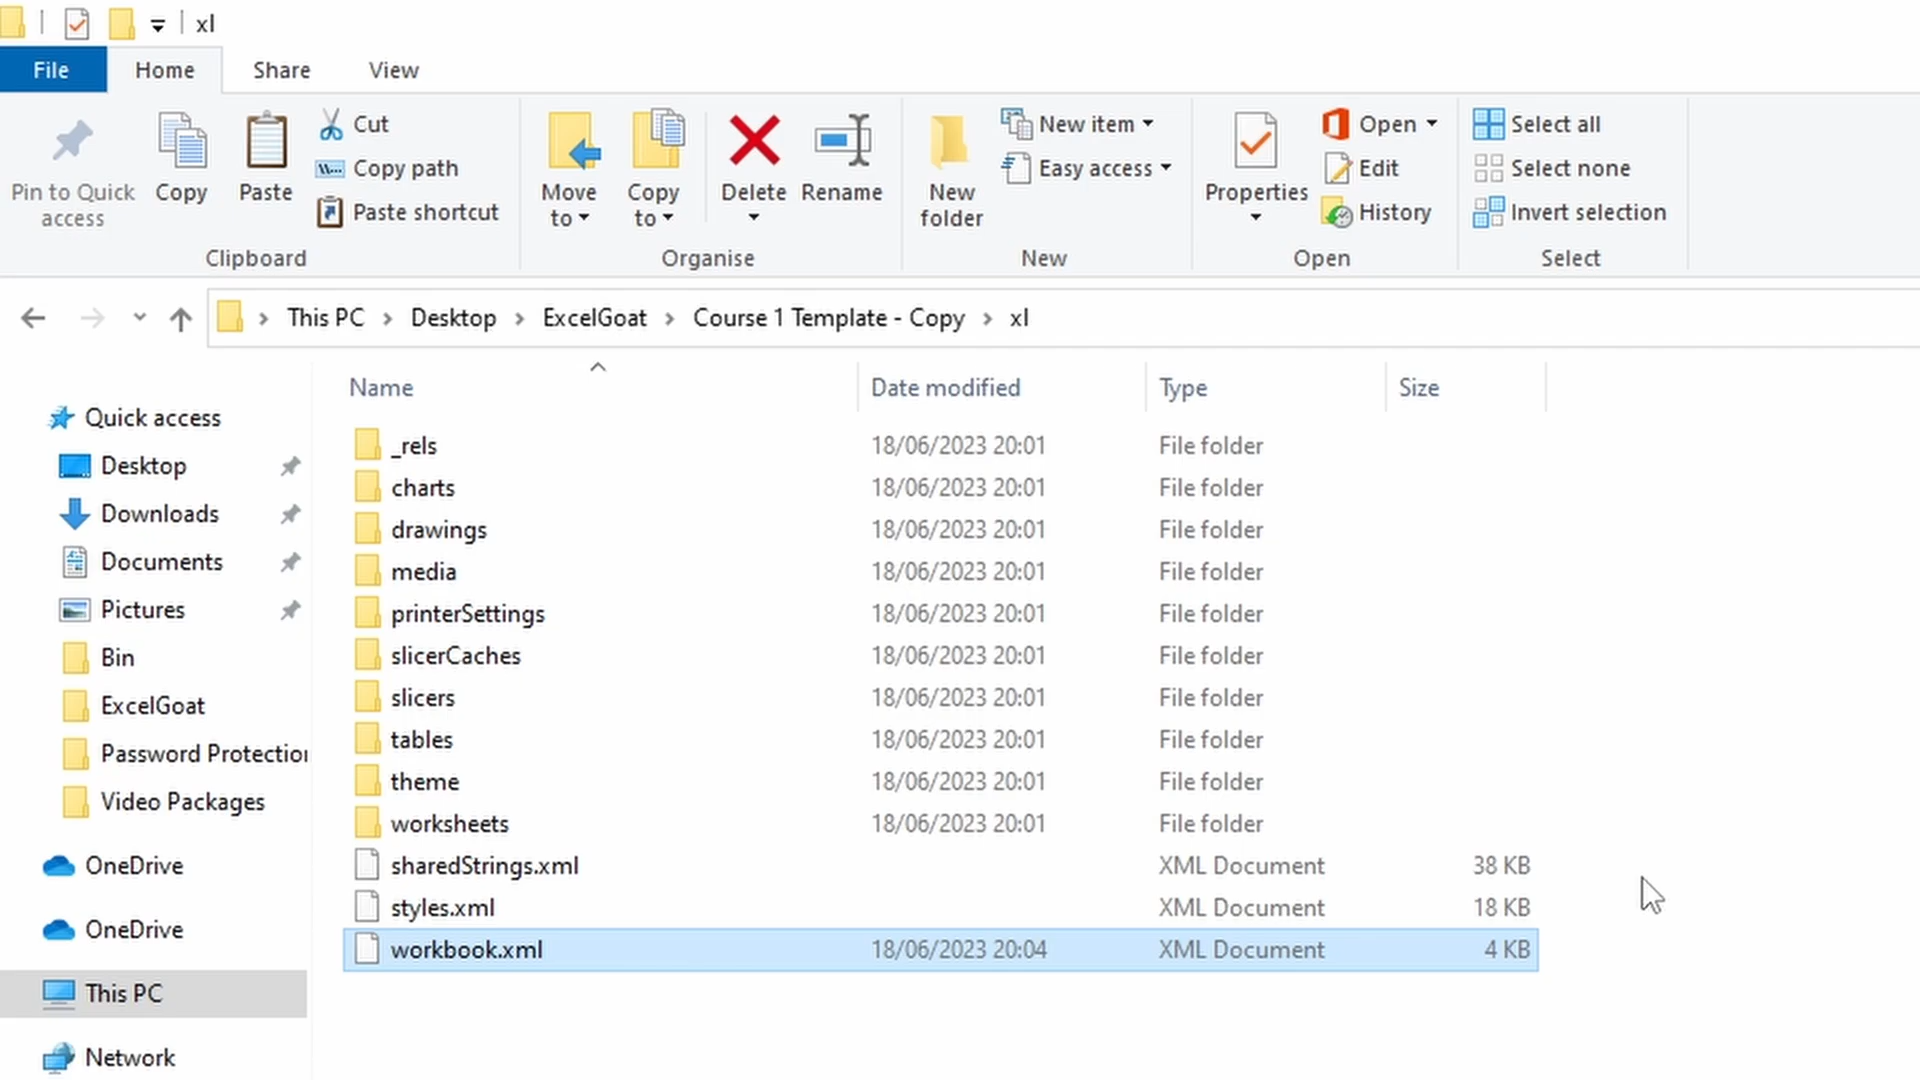 xl
File Home Share View
Pin to Quick access
Copy
Paste
Cut
Copy path
Paste shortcut
Clipboard
Move to
Copy to
Delete
Rename
Organise
New folder
New item
Easy access
New
Properties
Open
Edit
History
Open
Select all
Select none
Invert selection
Select
This PC > Desktop > ExcelGoat > Course 1 Template - Copy > xl
Quick access
Desktop
Downloads
Documents
Pictures
Bin
ExcelGoat
Password Protection
Video Packages
OneDrive
OneDrive
This PC
Network
Name Date modified Type Size
_rels 18/06/2023 20:01 File folder
charts 18/06/2023 20:01 File folder
drawings 18/06/2023 20:01 File folder
media 18/06/2023 20:01 File folder
printerSettings 18/06/2023 20:01 File folder
slicerCaches 18/06/2023 20:01 File folder
slicers 18/06/2023 20:01 File folder
tables 18/06/2023 20:01 File folder
theme 18/06/2023 20:01 File folder
worksheets 18/06/2023 20:01 File folder
sharedStrings.xml XML Document 38 KB
styles.xml XML Document 18 KB
workbook.xml 18/06/2023 20:04 XML Document 4 KB